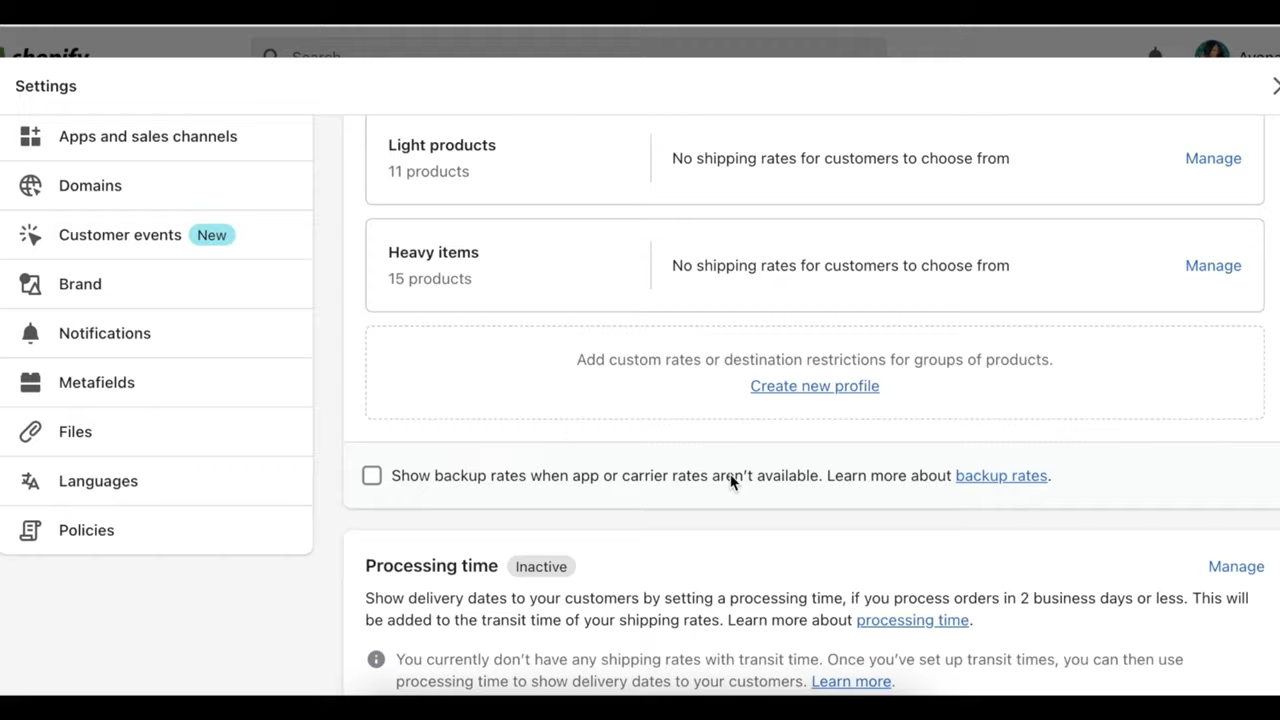 shopify
Search
Settings
Apps and sales channels
Domains
Customer events New
Brand
Notifications
Metafields
Files
Languages
Policies
Light products
11 products
No shipping rates for customers to choose from
Manage
Heavy items
15 products
No shipping rates for customers to choose from
Manage
Add custom rates or destination restrictions for groups of products.
Create new profile
Show backup rates when app or carrier rates aren't available. Learn more about backup rates.
Processing time Inactive
Manage
Show delivery dates to your customers by setting a processing time, if you process orders in 2 business days or less. This will
be added to the transit time of your shipping rates. Learn more about processing time.
You currently don't have any shipping rates with transit time. Once you've set up transit times, you can then use
processing time to show delivery dates to your customers. Learn more.